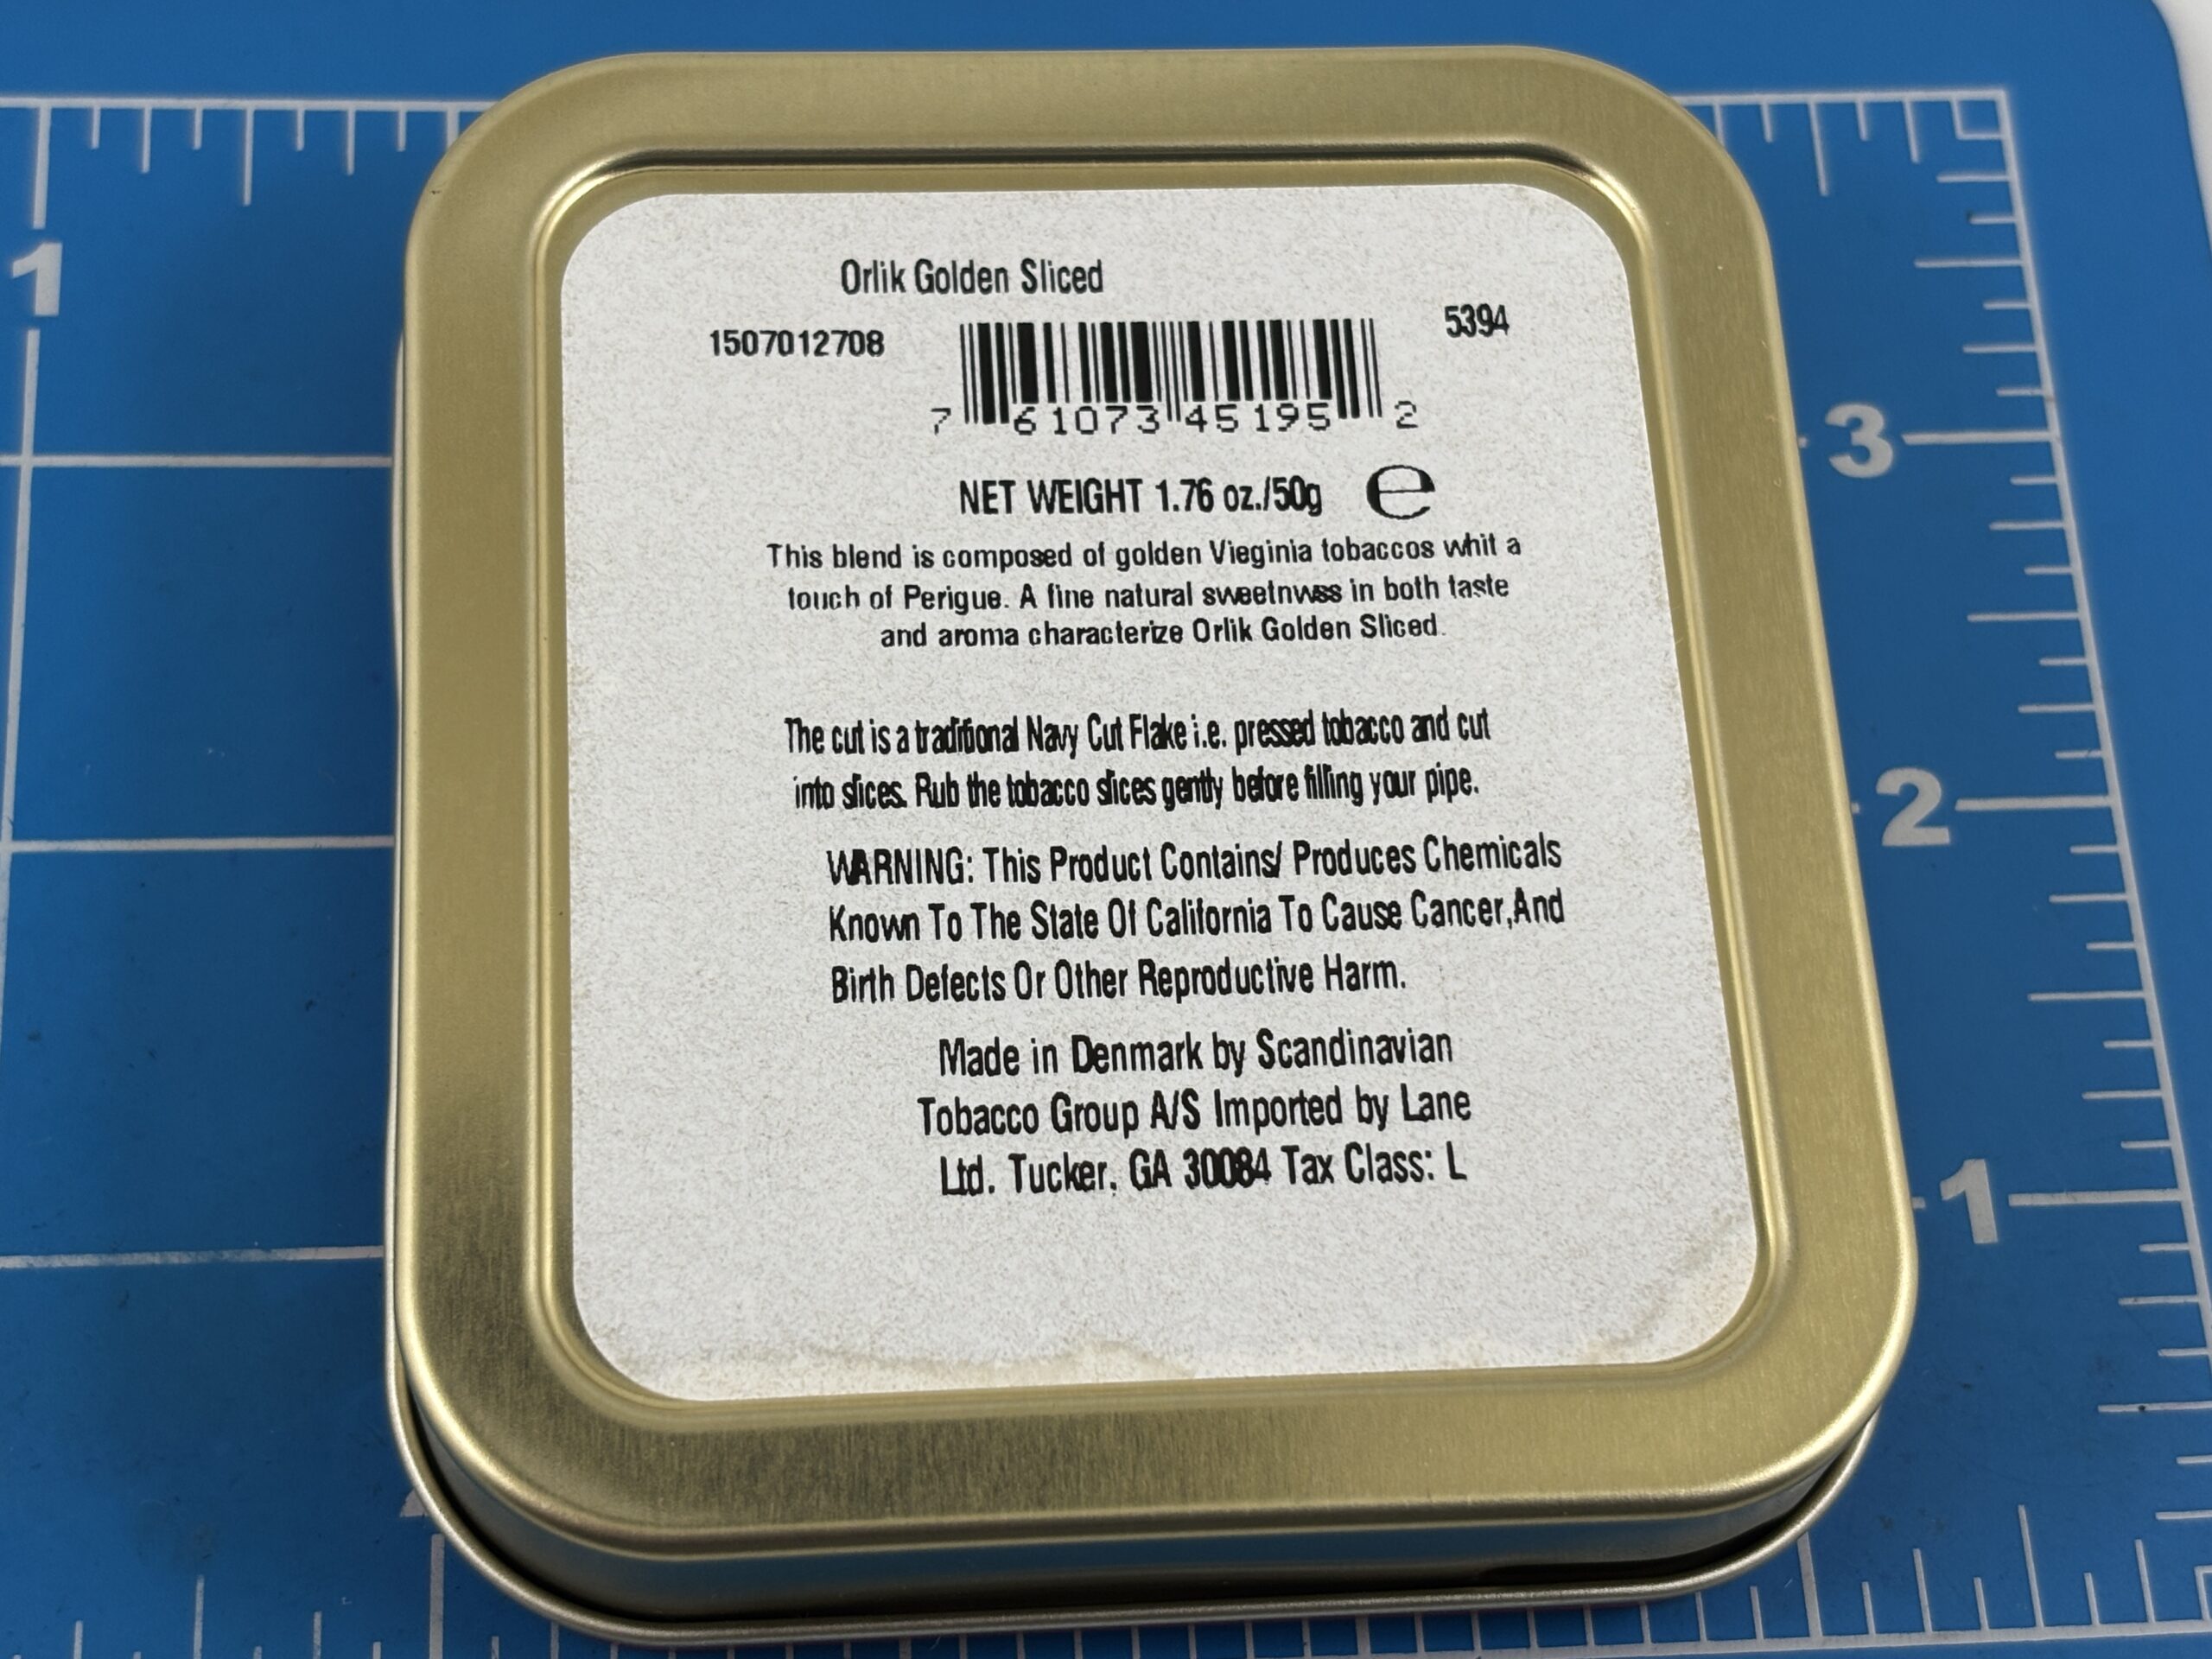 Orlik Golden Sliced
1507012708
5394
7 61073 45195 2
NET WEIGHT 1.76 oz./50g ℮
This blend is composed of golden Vieginia tobaccos whit a
touch of Perigue. A fine natural sweetnwss in both taste
and aroma characterize Orlik Golden Sliced.
The cut is a traditional Navy Cut Flake i.e. pressed tobacco and cut
into slices. Rub the tobacco slices gently before filling your pipe.
WARNING: This Product Contains/ Produces Chemicals
Known To The State Of California To Cause Cancer,And
Birth Defects Or Other Reproductive Harm.
Made in Denmark by Scandinavian
Tobacco Group A/S Imported by Lane
Ltd. Tucker. GA 30084 Tax Class: L
1
3
2
1